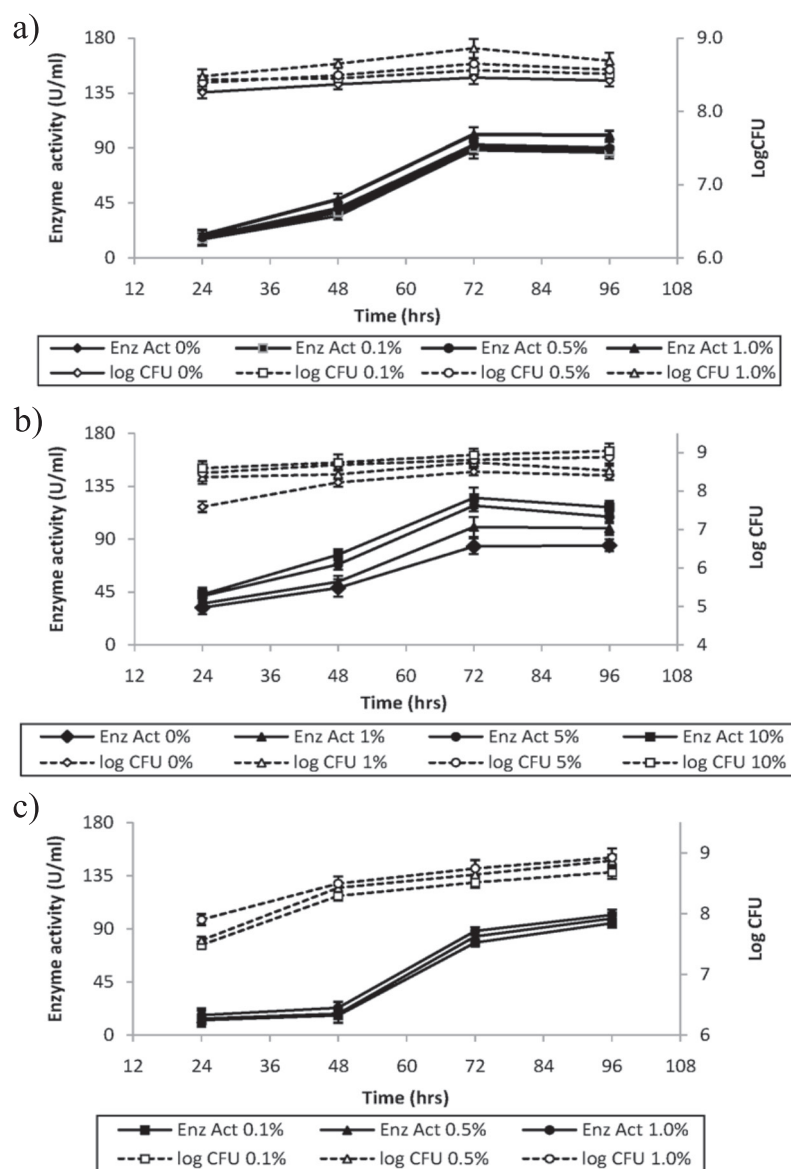 a)
180
135
90
45
0
Enzyme activity (U/ml)
9.0
8.0
7.0
6.0
LogCFU
12 24 36 48 60 72 84 96 108
Time (hrs)
Enz Act 0% Enz Act 0.1% Enz Act 0.5% Enz Act 1.0%
log CFU 0% log CFU 0.1% log CFU 0.5% log CFU 1.0%
b)
180
135
90
45
0
Enzyme activity (U/ml)
9
8
7
6
5
4
Log CFU
12 24 36 48 60 72 84 96 108
Time (hrs)
Enz Act 0% Enz Act 1% Enz Act 5% Enz Act 10%
log CFU 0% log CFU 1% log CFU 5% log CFU 10%
c)
180
135
90
45
0
Enzyme activity (U/ml)
9
8
7
6
Log CFU
12 24 36 48 60 72 84 96 108
Time (hrs)
Enz Act 0.1% Enz Act 0.5% Enz Act 1.0%
log CFU 0.1% log CFU 0.5% log CFU 1.0%